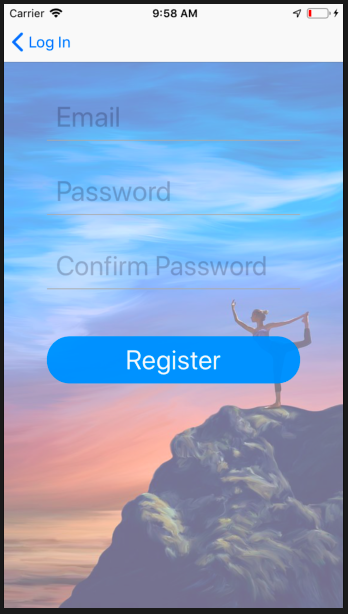 Carrier 9:58 AM
Log In
Email
Password
Confirm Password
Register